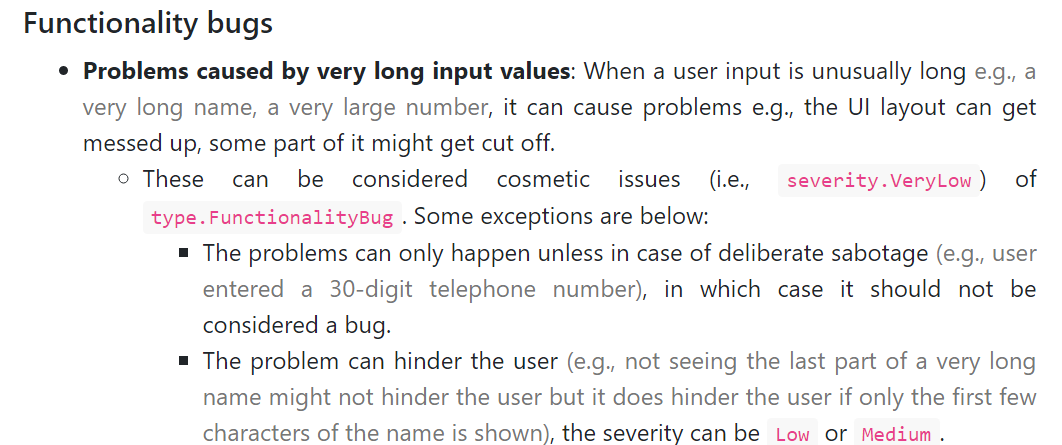 Functionality bugs
• Problems caused by very long input values: When a user input is unusually long e.g., a
very long name, a very large number, it can cause problems e.g., the UI layout can get
messed up, some part of it might get cut off.
○ These can be considered cosmetic issues (i.e., severity.VeryLow ) of
type.FunctionalityBug . Some exceptions are below:
▪ The problems can only happen unless in case of deliberate sabotage (e.g., user
entered a 30-digit telephone number), in which case it should not be
considered a bug.
▪ The problem can hinder the user (e.g., not seeing the last part of a very long
name might not hinder the user but it does hinder the user if only the first few
characters of the name is shown), the severity can be Low or Medium .